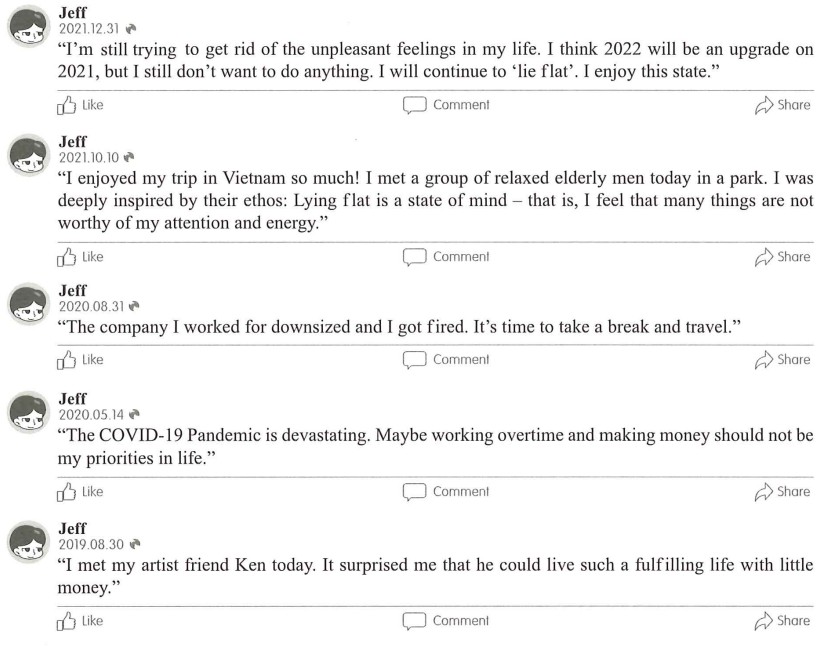 Jeff
2021.12.31
“I’m still trying to get rid of the unpleasant feelings in my life. I think 2022 will be an upgrade on
2021, but I still don’t want to do anything. I will continue to ‘lie flat’. I enjoy this state.”
Like Comment Share
Jeff
2021.10.10
“I enjoyed my trip in Vietnam so much! I met a group of relaxed elderly men today in a park. I was
deeply inspired by their ethos: Lying flat is a state of mind – that is, I feel that many things are not
worthy of my attention and energy.”
Like Comment Share
Jeff
2020.08.31
“The company I worked for downsized and I got fired. It’s time to take a break and travel.”
Like Comment Share
Jeff
2020.05.14
“The COVID-19 Pandemic is devastating. Maybe working overtime and making money should not be
my priorities in life.”
Like Comment Share
Jeff
2019.08.30
“I met my artist friend Ken today. It surprised me that he could live such a fulfilling life with little
money.”
Like Comment Share